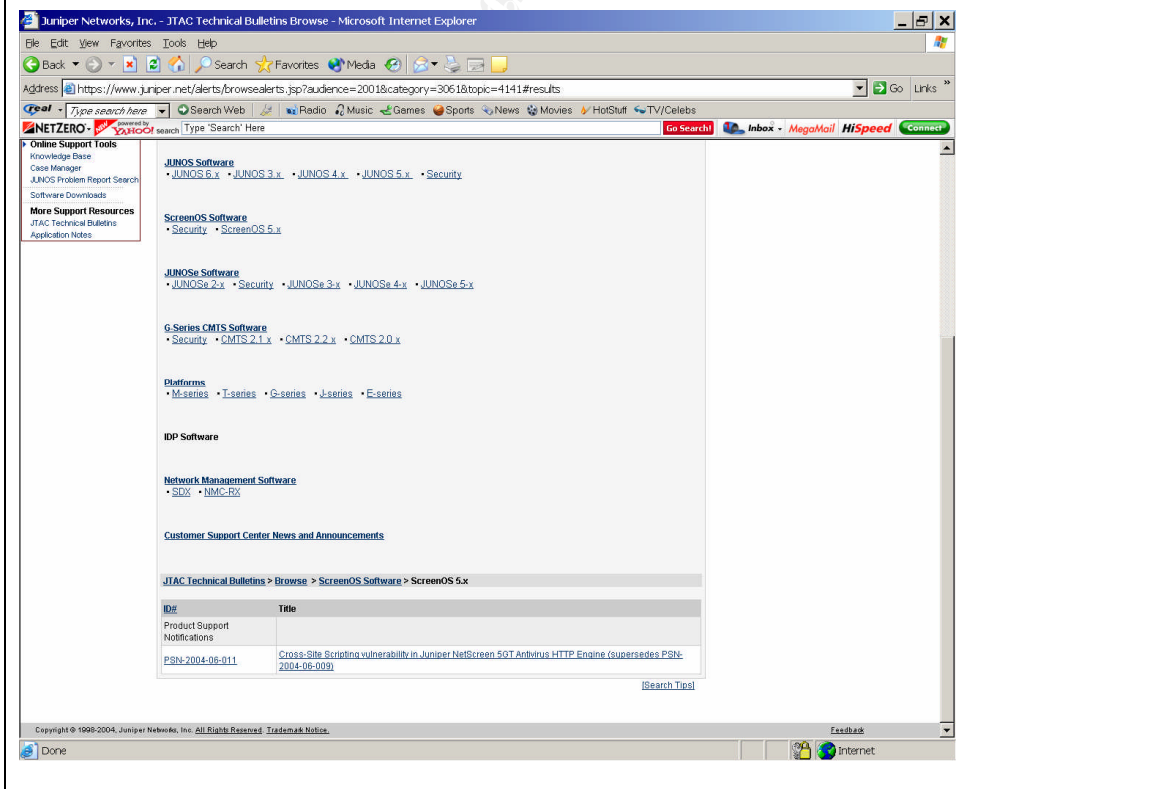 Juniper Networks, Inc. - JTAC Technical Bulletins Browse - Microsoft Internet Explorer
File Edit View Favorites Tools Help
Back Search Favorites Media
Address https://www.juniper.net/alerts/browsealerts.jsp?audience=2001&category=3061&topic=4141#results Go Links »
Type search here Search Web Radio Music Games Sports News Movies HotStuff TV/Celebs
NETZERO powered by YAHOO! search Type 'Search' Here Go Search! Inbox MegaMail HiSpeed Connect
Online Support Tools
Knowledge Base
Case Manager
JUNOS Problem Report Search
Software Downloads
More Support Resources
JTAC Technical Bulletins
Application Notes
JUNOS Software
• JUNOS 6.x • JUNOS 3.x • JUNOS 4.x • JUNOS 5.x • Security
ScreenOS Software
• Security • ScreenOS 5.x
JUNOSe Software
• JUNOSe 2-x • Security • JUNOSe 3-x • JUNOSe 4-x • JUNOSe 5-x
G-Series CMTS Software
• Security • CMTS 2.1 x • CMTS 2.2 x • CMTS 2.0 x
Platforms
• M-series • T-series • G-series • J-series • E-series
IDP Software
Network Management Software
• SDX • NMC-RX
Customer Support Center News and Announcements
JTAC Technical Bulletins > Browse > ScreenOS Software > ScreenOS 5.x
ID# Title
Product Support
Notifications
PSN-2004-06-011 Cross-Site Scripting vulnerability in Juniper NetScreen 5GT Antivirus HTTP Engine (supersedes PSN-
2004-06-009)
[Search Tips]
Copyright © 1998-2004, Juniper Networks, Inc. All Rights Reserved. Trademark Notice. Feedback
Done Internet